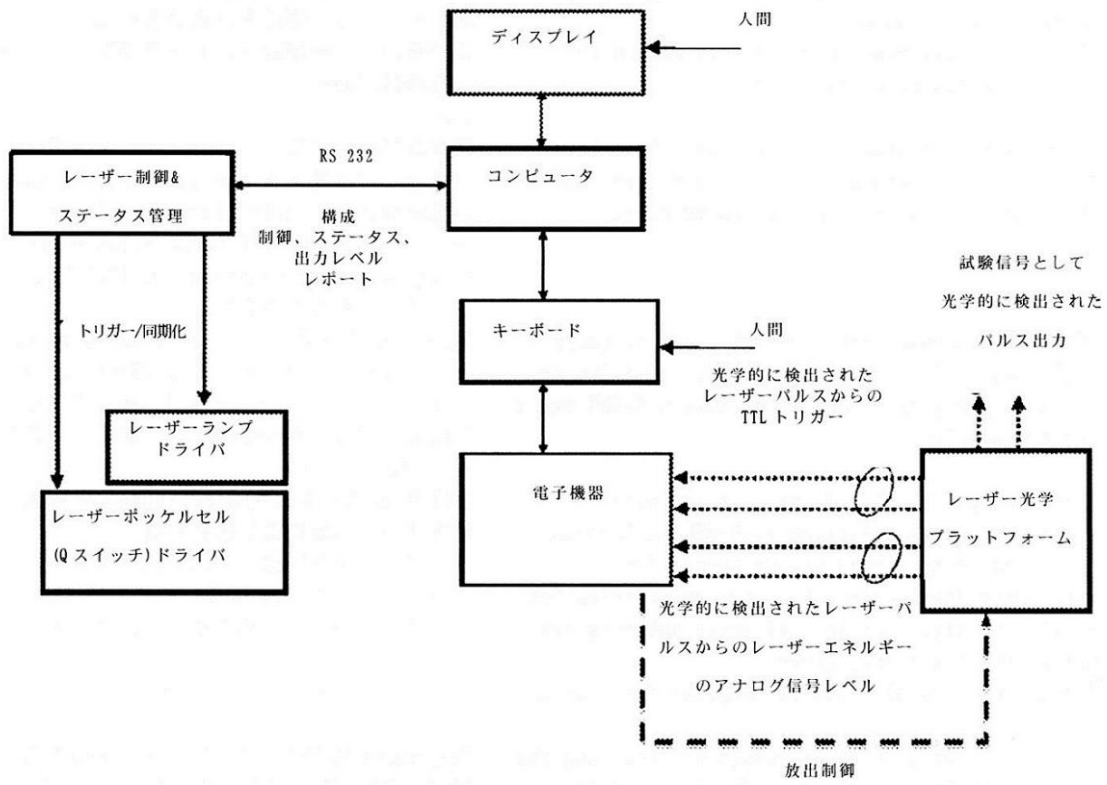 人間
ディスプレイ
RS 232
レーザー制御&
ステータス管理
コンピュータ
構成
制御、ステータス、
出力レベル
レポート
試験信号として
光学的に検出された
パルス出力
トリガー/同期化
キーボード
人間
光学的に検出された
レーザーパルスからの
TTLトリガー
レーザーランプ
ドライバ
電子機器
レーザー光学
プラットフォーム
レーザーポッケルセル
(Qスイッチ)ドライバ
光学的に検出されたレーザーパ
ルスからのレーザーエネルギー
のアナログ信号レベル
放出制御